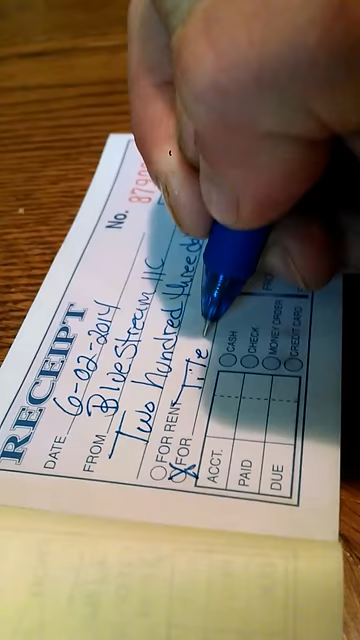 RECEIPT
No. 8790
DATE 6-02-2014
FROM BlueStream llc
Two hundred three
FOR RENT
FOR Tile
ACCT.
PAID
DUE
CASH
CHECK
MONEY ORDER
CREDIT CARD